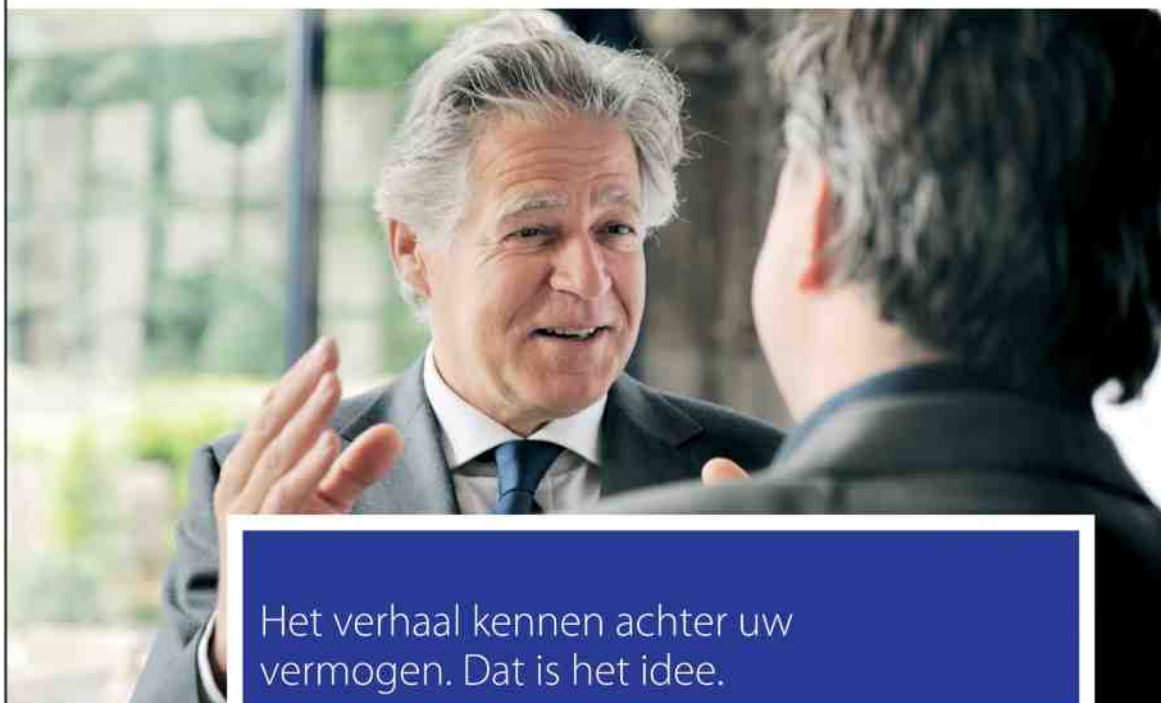 Het verhaal kennen achter uw
vermogen. Dat is het idee.